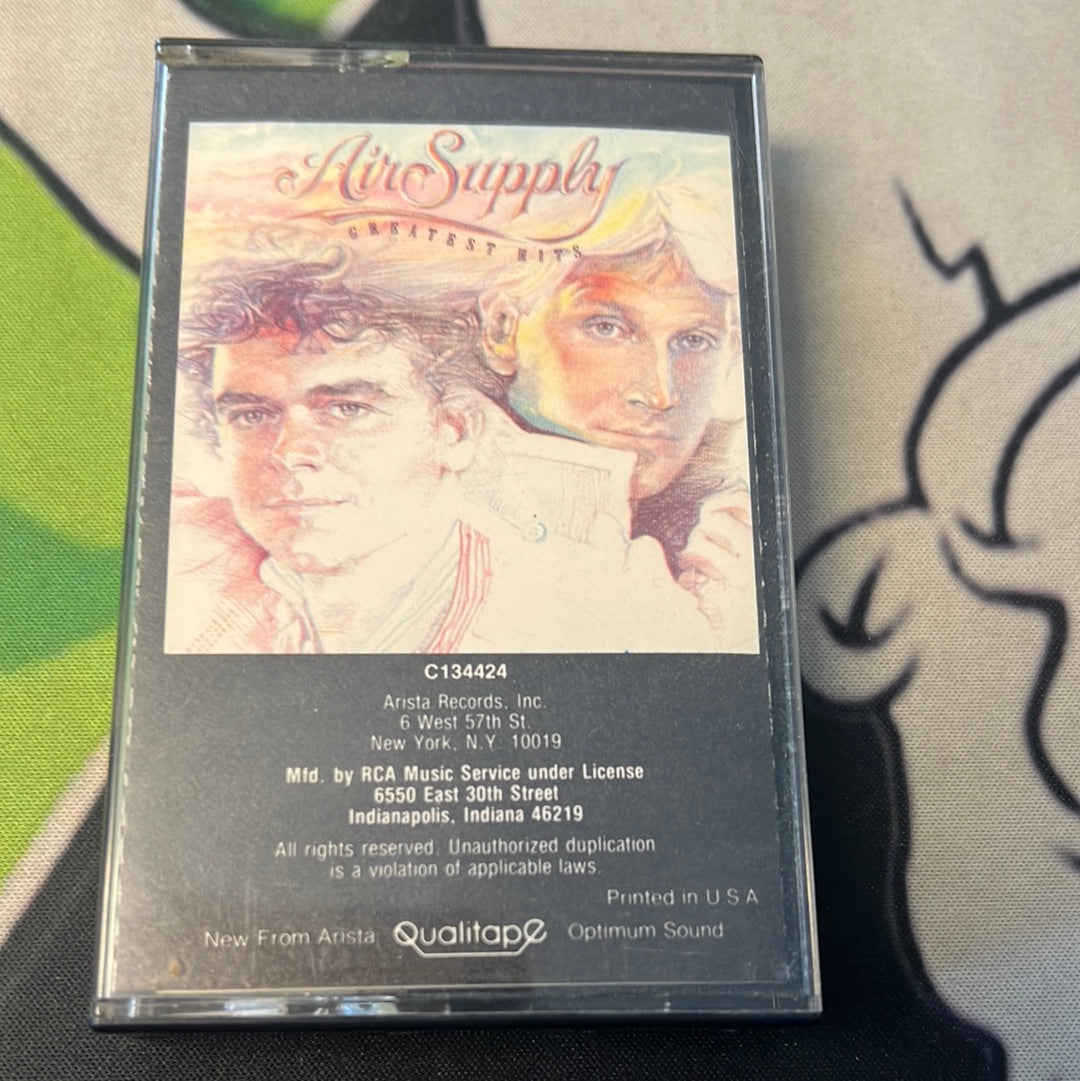 Air Supply
GREATEST HITS
C134424
Arista Records, Inc.
6 West 57th St.
New York, N.Y. 10019
Mfd. by RCA Music Service under License
6550 East 30th Street
Indianapolis, Indiana 46219
All rights reserved. Unauthorized duplication
is a violation of applicable laws.
Printed in U S A
New From Arista Qualitape Optimum Sound